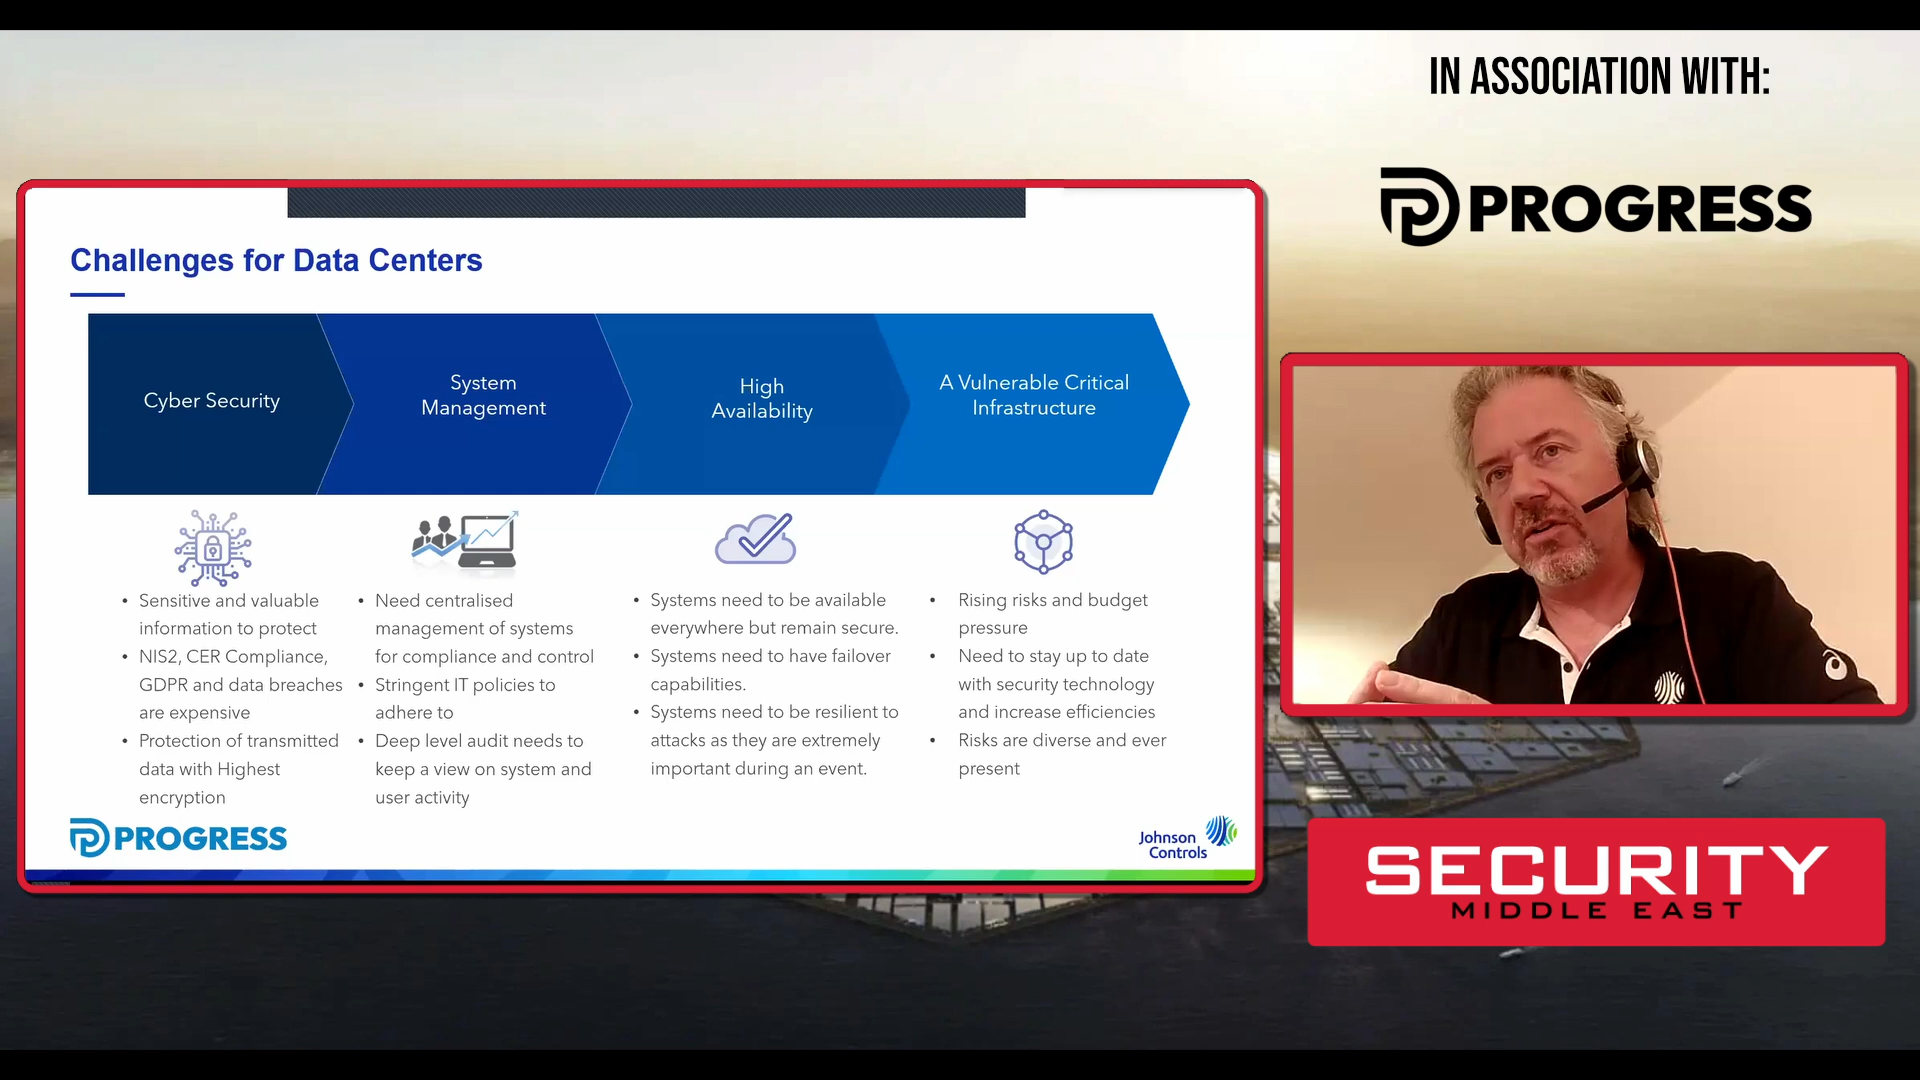 IN ASSOCIATION WITH:
PROGRESS
Challenges for Data Centers
Cyber Security
System
Management
High
Availability
A Vulnerable Critical
Infrastructure
• Sensitive and valuable
information to protect
• NIS2, CER Compliance,
GDPR and data breaches
are expensive
• Protection of transmitted
data with Highest
encryption
• Need centralised
management of systems
for compliance and control
• Stringent IT policies to
adhere to
• Deep level audit needs to
keep a view on system and
user activity
• Systems need to be available
everywhere but remain secure.
• Systems need to have failover
capabilities.
• Systems need to be resilient to
attacks as they are extremely
important during an event.
• Rising risks and budget
pressure
• Need to stay up to date
with security technology
and increase efficiencies
• Risks are diverse and ever
present
PROGRESS
Johnson
Controls
SECURITY
MIDDLE EAST